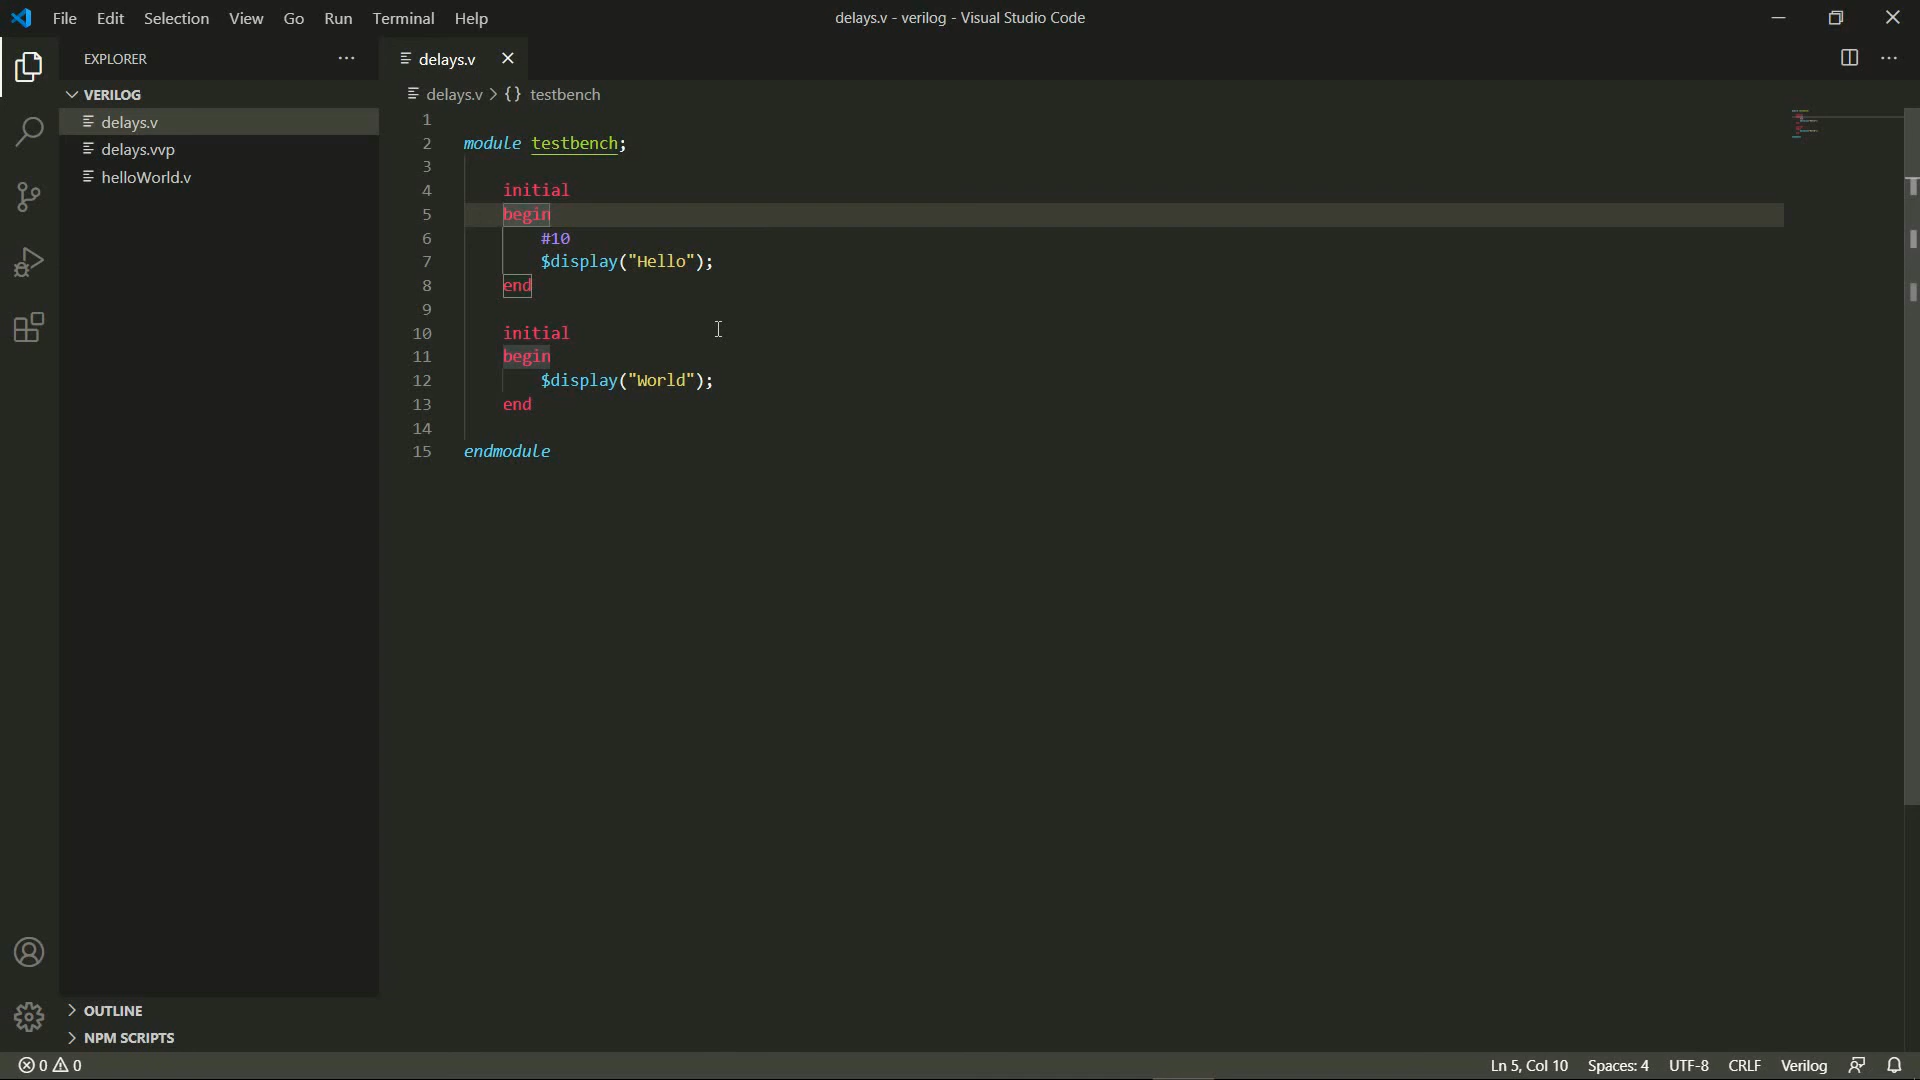 File Edit Selection View Go Run Terminal Help
delays.v - verilog - Visual Studio Code
EXPLORER
VERILOG
delays.v
delays.vvp
helloWorld.v
OUTLINE
NPM SCRIPTS
delays.v
delays.v > {} testbench
1
2 module testbench;
3
4 initial
5 begin
6 #10
7 $display("Hello");
8 end
9
10 initial
11 begin
12 $display("World");
13 end
14
15 endmodule
0 0
Ln 5, Col 10 Spaces: 4 UTF-8 CRLF Verilog